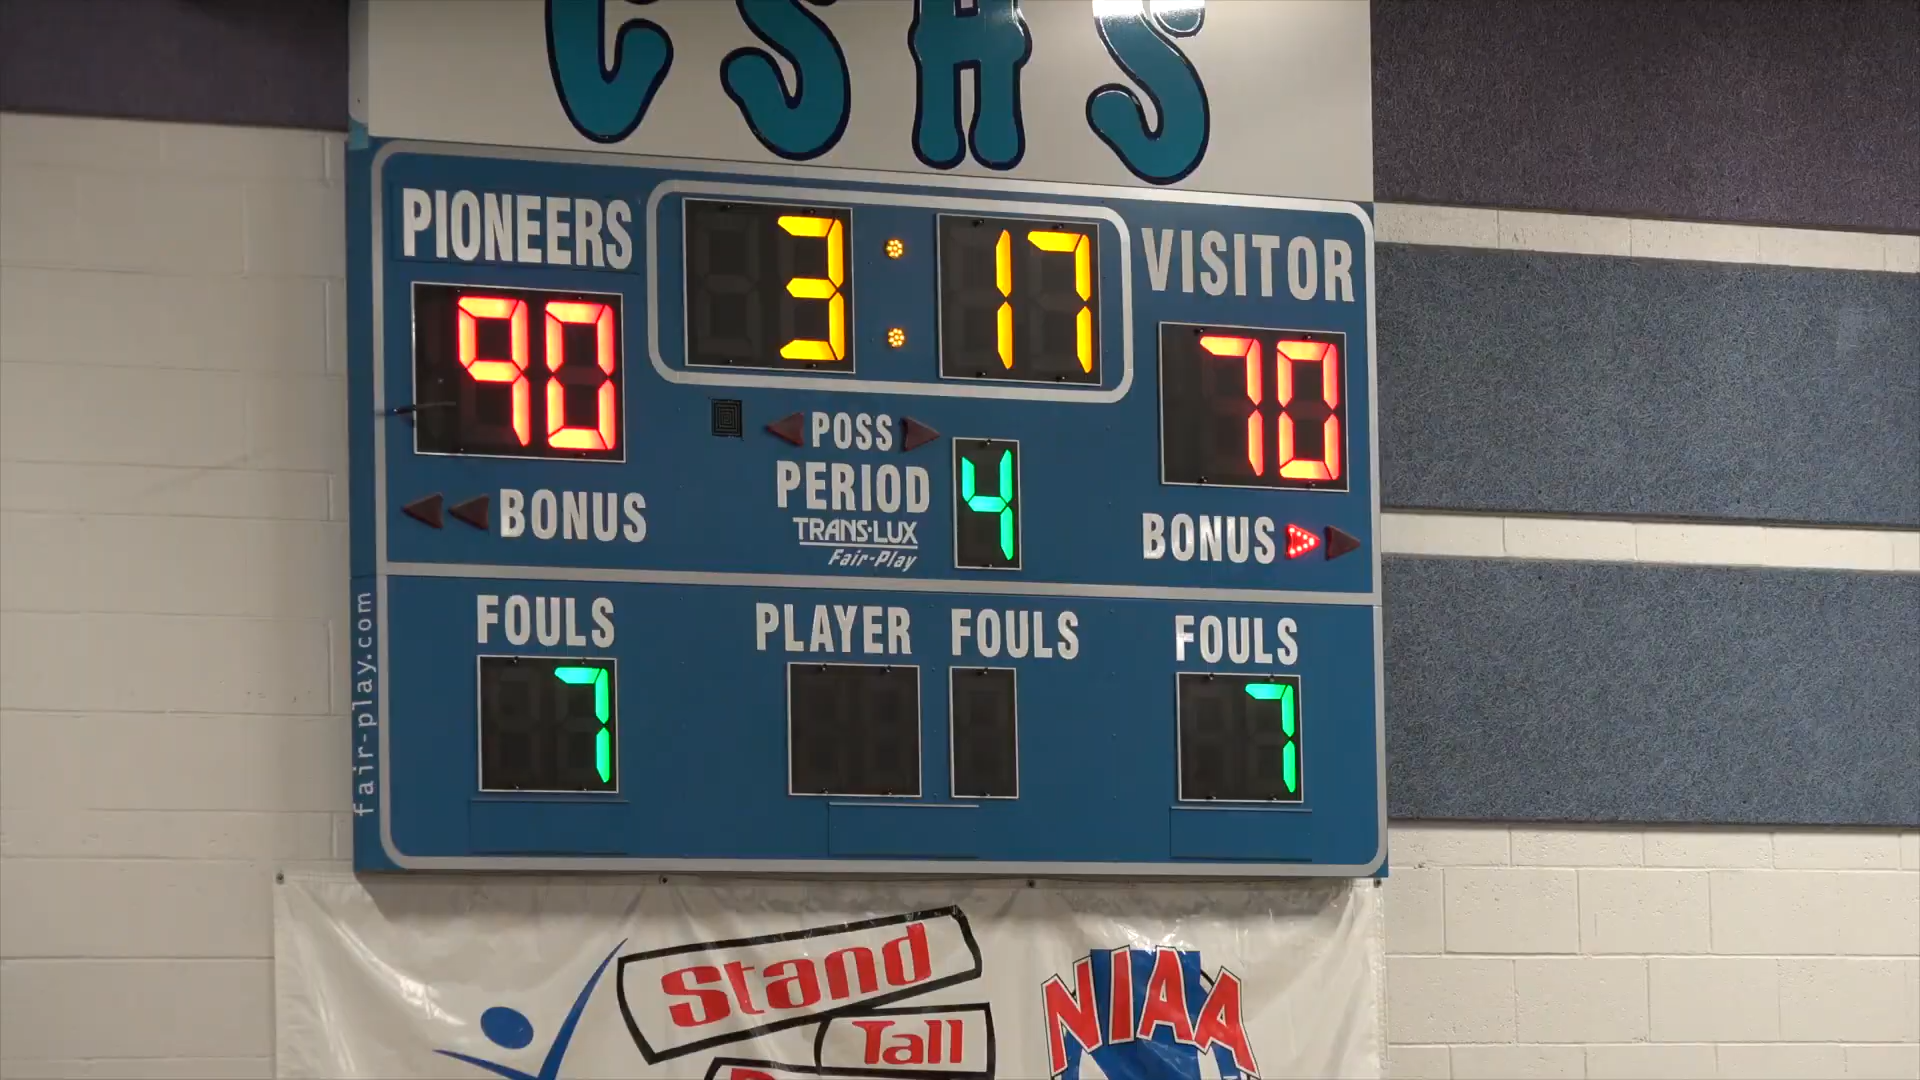 CSHS
PIONEERS
3:17
VISITOR
90
70
POSS
PERIOD
4
TRANS·LUX
Fair-Play
BONUS
BONUS
FOULS
PLAYER
FOULS
FOULS
7
7
fair-play.com
Stand
Tall
NIAA